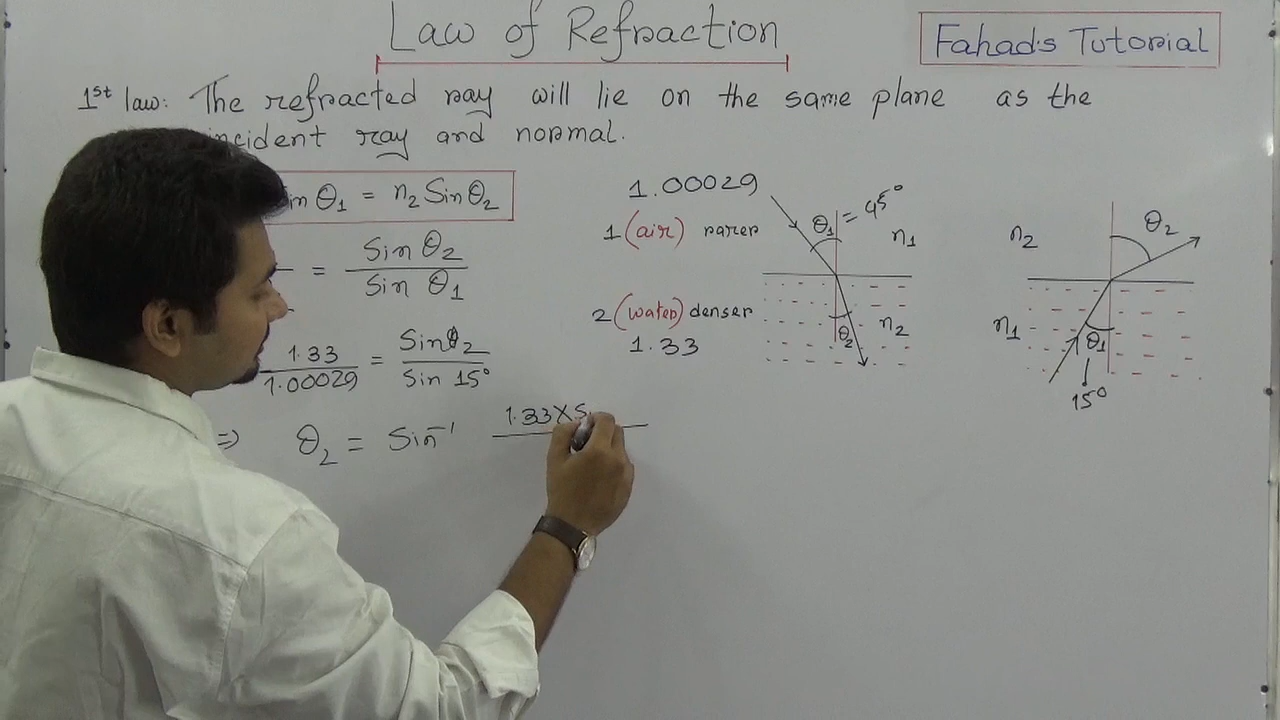 Law of Refraction
Fahad's Tutorial
1st law: The refracted ray will lie on the same plane as the
incident ray and normal.
θ1 = n2 Sin θ2
= Sin θ2 / Sin θ1
1.33 / 1.00029 = Sin θ2 / Sin 15°
⇒ θ2 = Sin⁻¹ 1.33 × S
1.00029
1 (air) rarer
2 (water) denser
1.33
θ1 = 45°
n1
n2
θ2
n2
θ2
n1
θ1
15°